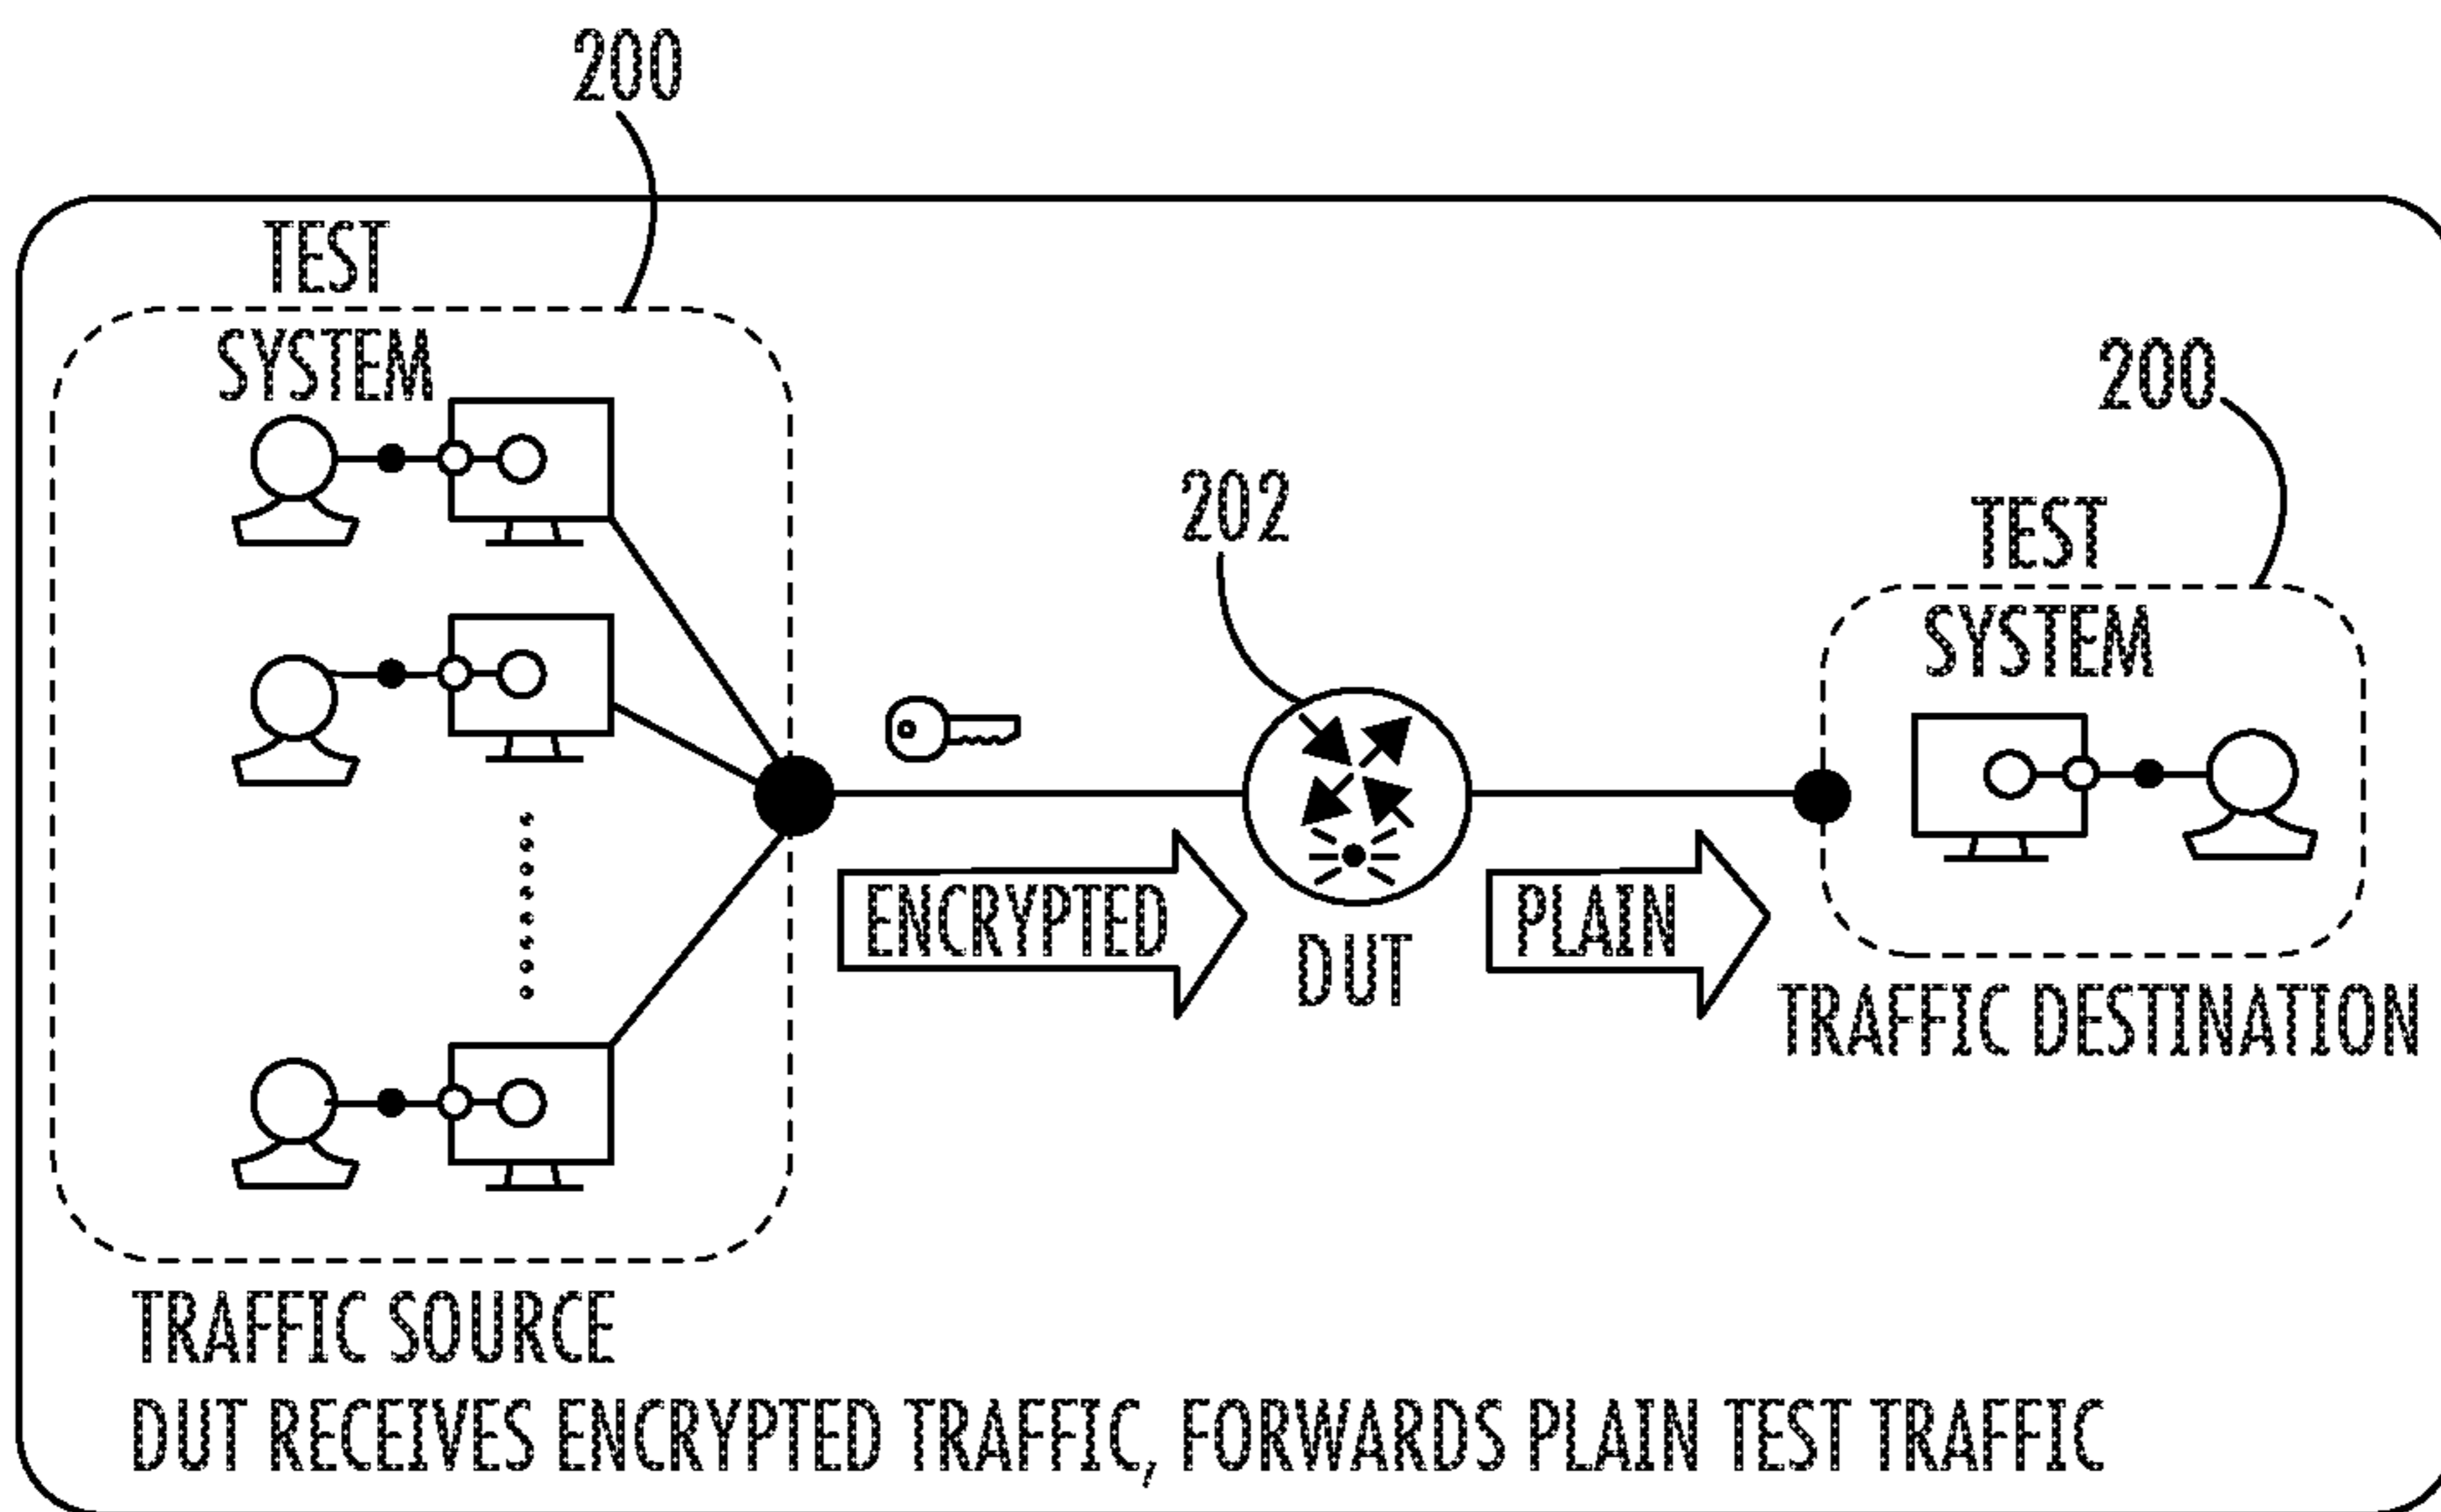 200
TEST
SYSTEM
200
202
TEST
SYSTEM
ENCRYPTED
DUT
PLAIN
TRAFFIC DESTINATION
TRAFFIC SOURCE
DUT RECEIVES ENCRYPTED TRAFFIC, FORWARDS PLAIN TEST TRAFFIC